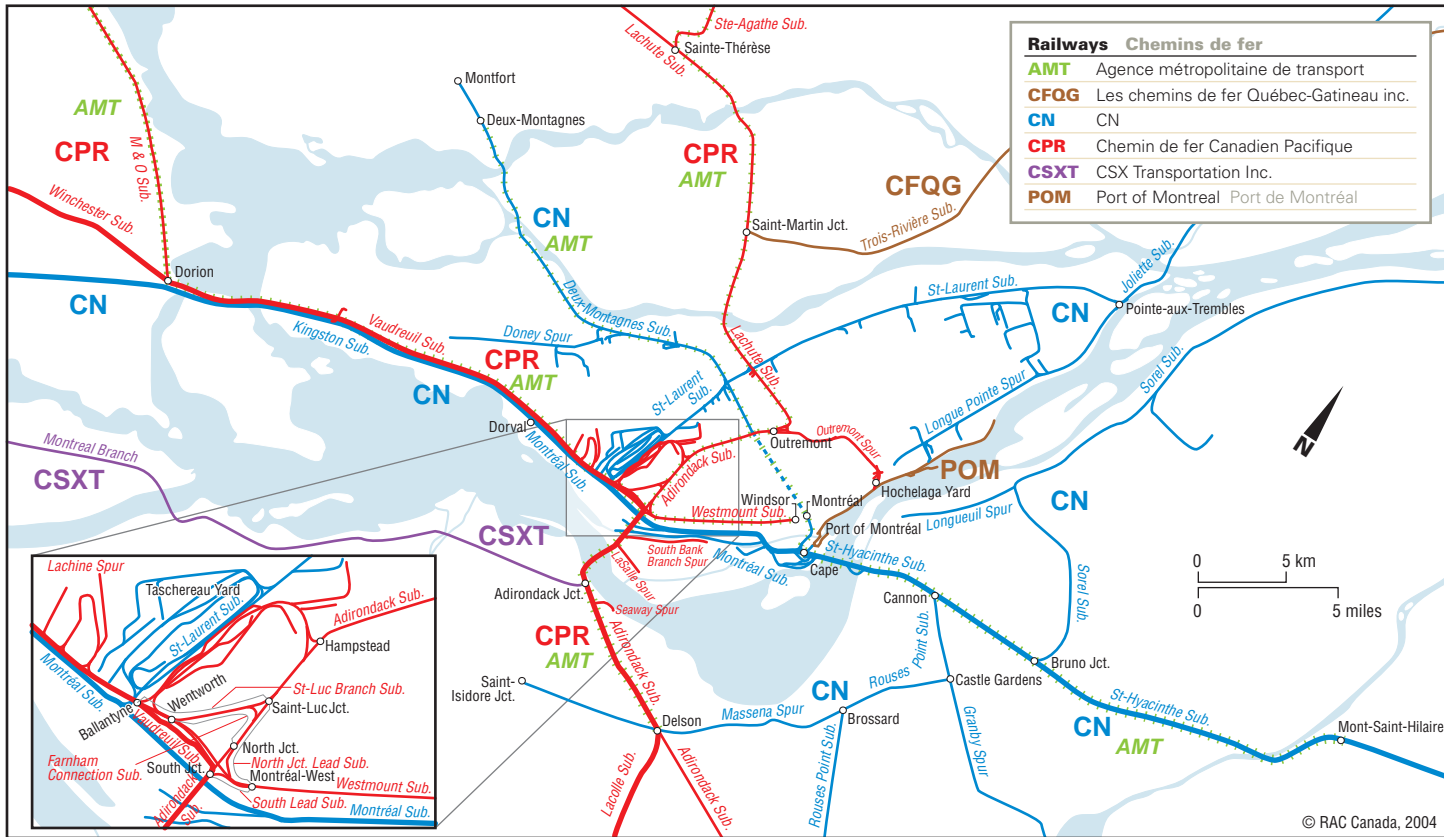 Ste-Agathe Sub.
Lachute Sub.
Sainte-Thérèse
Railways Chemins de fer
AMT Agence métropolitaine de transport
CFQG Les chemins de fer Québec-Gatineau inc.
CN CN
CPR Chemin de fer Canadien Pacifique
CSXT CSX Transportation Inc.
POM Port of Montreal Port de Montréal
Montfort
Deux-Montagnes
AMT
CPR
M & O Sub.
Winchester Sub.
CPR
AMT
CFQG
CN
AMT
Saint-Martin Jct.
Trois-Rivière Sub.
Dorion
CN
Deux-Montagnes Sub.
St-Laurent Sub.
Joliette Sub.
CN
Pointe-aux-Trembles
Kingston Sub.
Vaudreuil Sub.
Doney Spur
CPR
AMT
CN
Lachute Sub.
Sorel Sub.
St-Laurent
Sub.
Longue Pointe Spur
Dorval
Montréal Sub.
Outremont
Outremont Spur
Adirondack Sub.
Montreal Branch
CSXT
POM
Hochelaga Yard
CN
N
Windsor
Montréal
Westmount Sub.
Port of Montréal
Longueuil Spur
CSXT
South Bank
Branch Spur
LaSalle Spur
Montréal Sub.
Cape
St-Hyacinthe Sub.
Sorel Sub.
0 5 km
0 5 miles
Adirondack Jct.
Seaway Spur
Cannon
CPR
AMT
Adirondack Sub.
Point Sub.
Rouses
Bruno Jct.
Saint-
Isidore Jct.
CN
Castle Gardens
Massena Spur
Brossard
St-Hyacinthe Sub.
Delson
CN
AMT
Mont-Saint-Hilaire
Granby Spur
Rouses Point Sub.
Lacolle Sub.
Adirondack Sub.
Lachine Spur
Taschereau Yard
St-Laurent Sub.
Adirondack Sub.
Hampstead
Montréal Sub.
Wentworth
St-Luc Branch Sub.
Ballantyne
Saint-Luc Jct.
Vaudreuil Sub.
North Jct.
Farnham
Connection Sub.
North Jct. Lead Sub.
South Jct.
Montréal-West
Westmount Sub.
Adirondack
Sub.
South Lead Sub.
Montréal Sub.
© RAC Canada, 2004